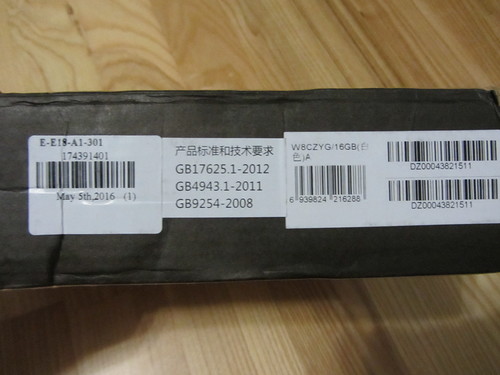 E-E18-A1-301
174391401
May 5th,2016 (1)
产品标准和技术要求
GB17625.1-2012
GB4943.1-2011
GB9254-2008
W8CZYG/16GB(白
色)A
6 939824 216288
DZ00043821511
DZ00043821511